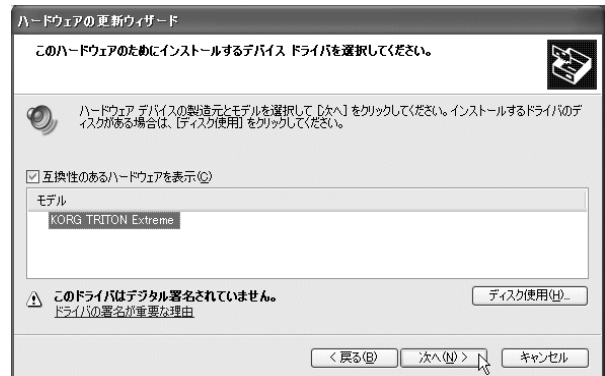 ハードウェアの更新ウィザード
このハードウェアのためにインストールするデバイス ドライバを選択してください。
ハードウェア デバイスの製造元とモデルを選択して [次へ] をクリックしてください。インストールするドライバのデ
ィスクがある場合は、[ディスク使用] をクリックしてください。
互換性のあるハードウェアを表示(C)
モデル
KORG TRITON Extreme
このドライバはデジタル署名されていません。
ディスク使用(H)...
ドライバの署名が重要な理由
< 戻る(B)
次へ(N) >
キャンセル